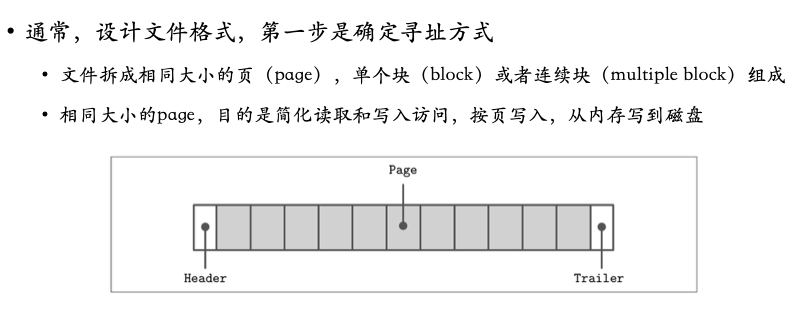 • 通常，设计文件格式，第一步是确定寻址方式
• 文件拆成相同大小的页（page），单个块（block）或者连续块（multiple block）组成
• 相同大小的page，目的是简化读取和写入访问，按页写入，从内存写到磁盘
Page
Header
Trailer